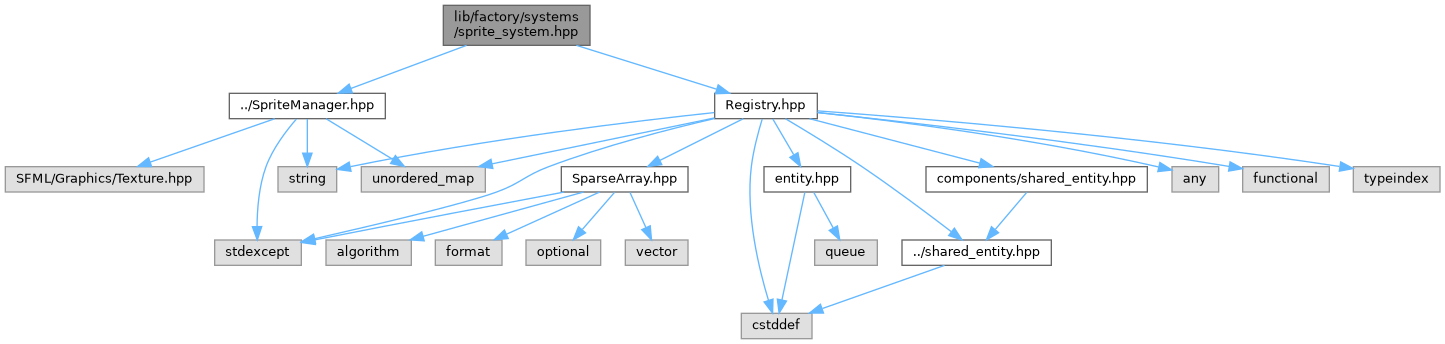 lib/factory/systems
/sprite_system.hpp
../SpriteManager.hpp
Registry.hpp
SFML/Graphics/Texture.hpp
string
unordered_map
SparseArray.hpp
entity.hpp
components/shared_entity.hpp
any
functional
typeindex
stdexcept
algorithm
format
optional
vector
queue
../shared_entity.hpp
cstddef